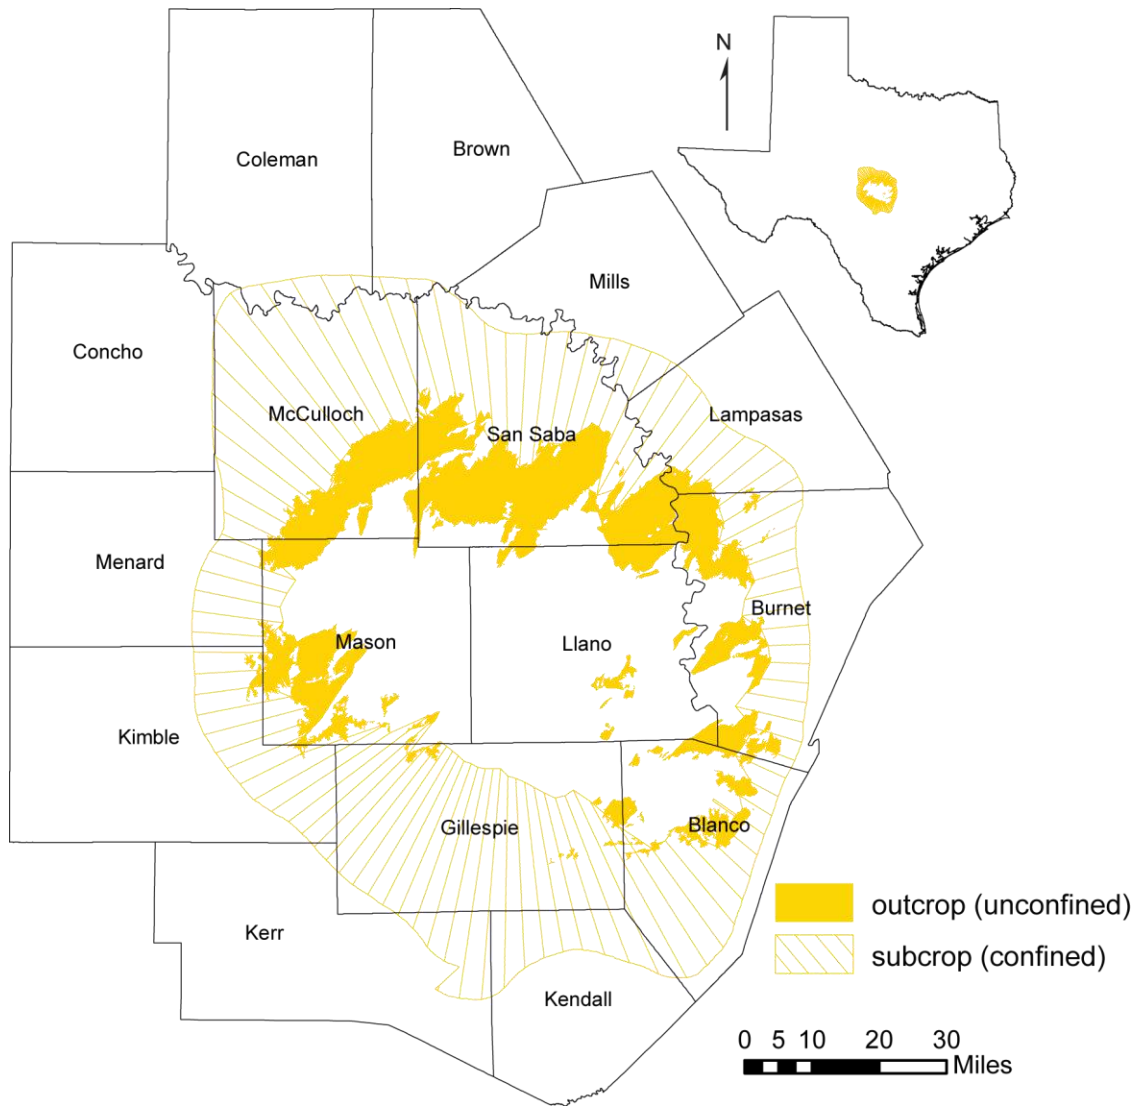 N
Coleman
Brown
Mills
Concho
McCulloch
San Saba
Lampasas
Menard
Burnet
Mason
Llano
Kimble
Gillespie
Blanco
outcrop (unconfined)
Kerr
subcrop (confined)
Kendall
0 5 10 20 30
Miles